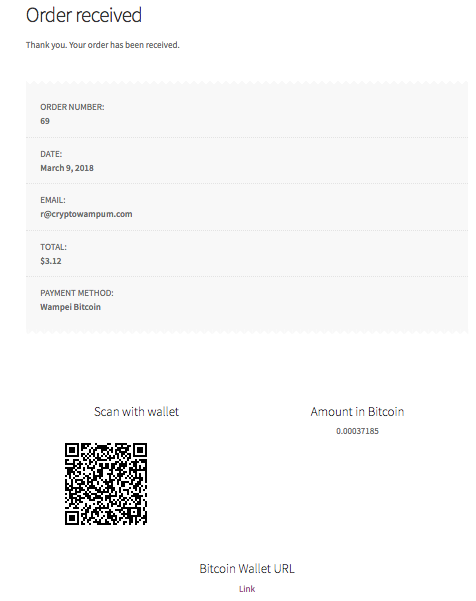 Order received
Thank you. Your order has been received.
ORDER NUMBER:
69
DATE:
March 9, 2018
EMAIL:
r@cryptowampum.com
TOTAL:
$3.12
PAYMENT METHOD:
Wampei Bitcoin
Scan with wallet
Amount in Bitcoin
0.00037185
Bitcoin Wallet URL
Link